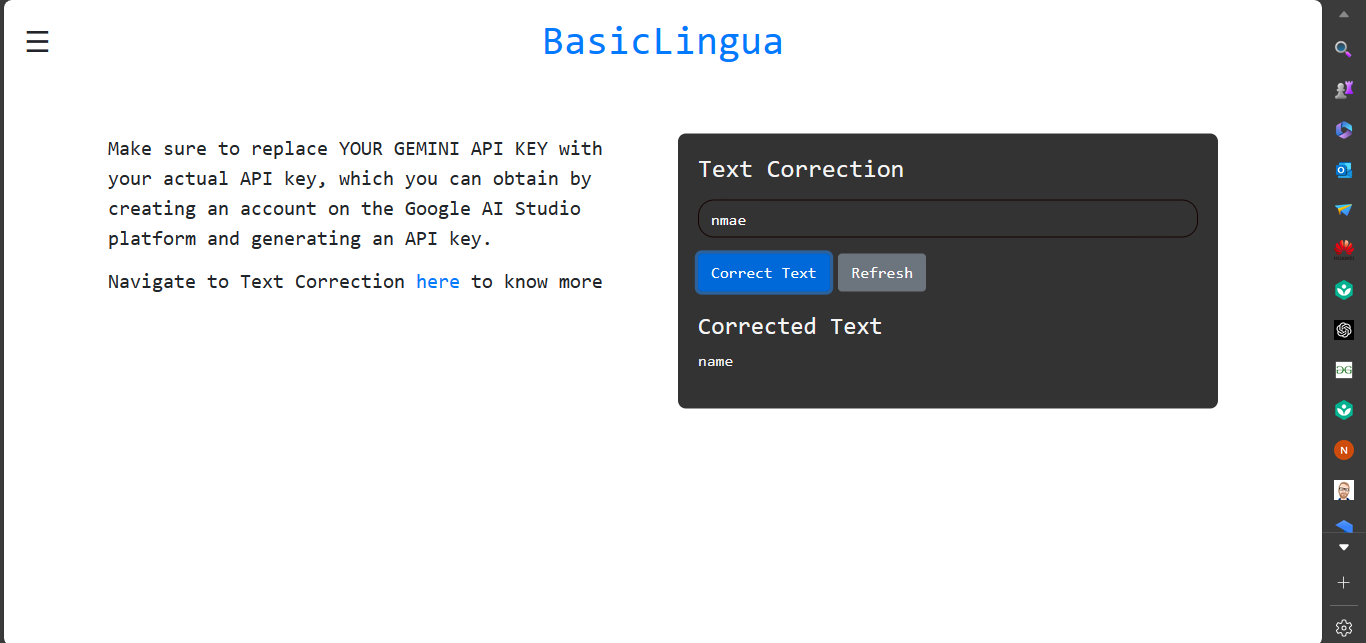 BasicLingua
Make sure to replace YOUR GEMINI API KEY with
your actual API key, which you can obtain by
creating an account on the Google AI Studio
platform and generating an API key.
Navigate to Text Correction here to know more
Text Correction
nmae
Correct Text Refresh
Corrected Text
name
N